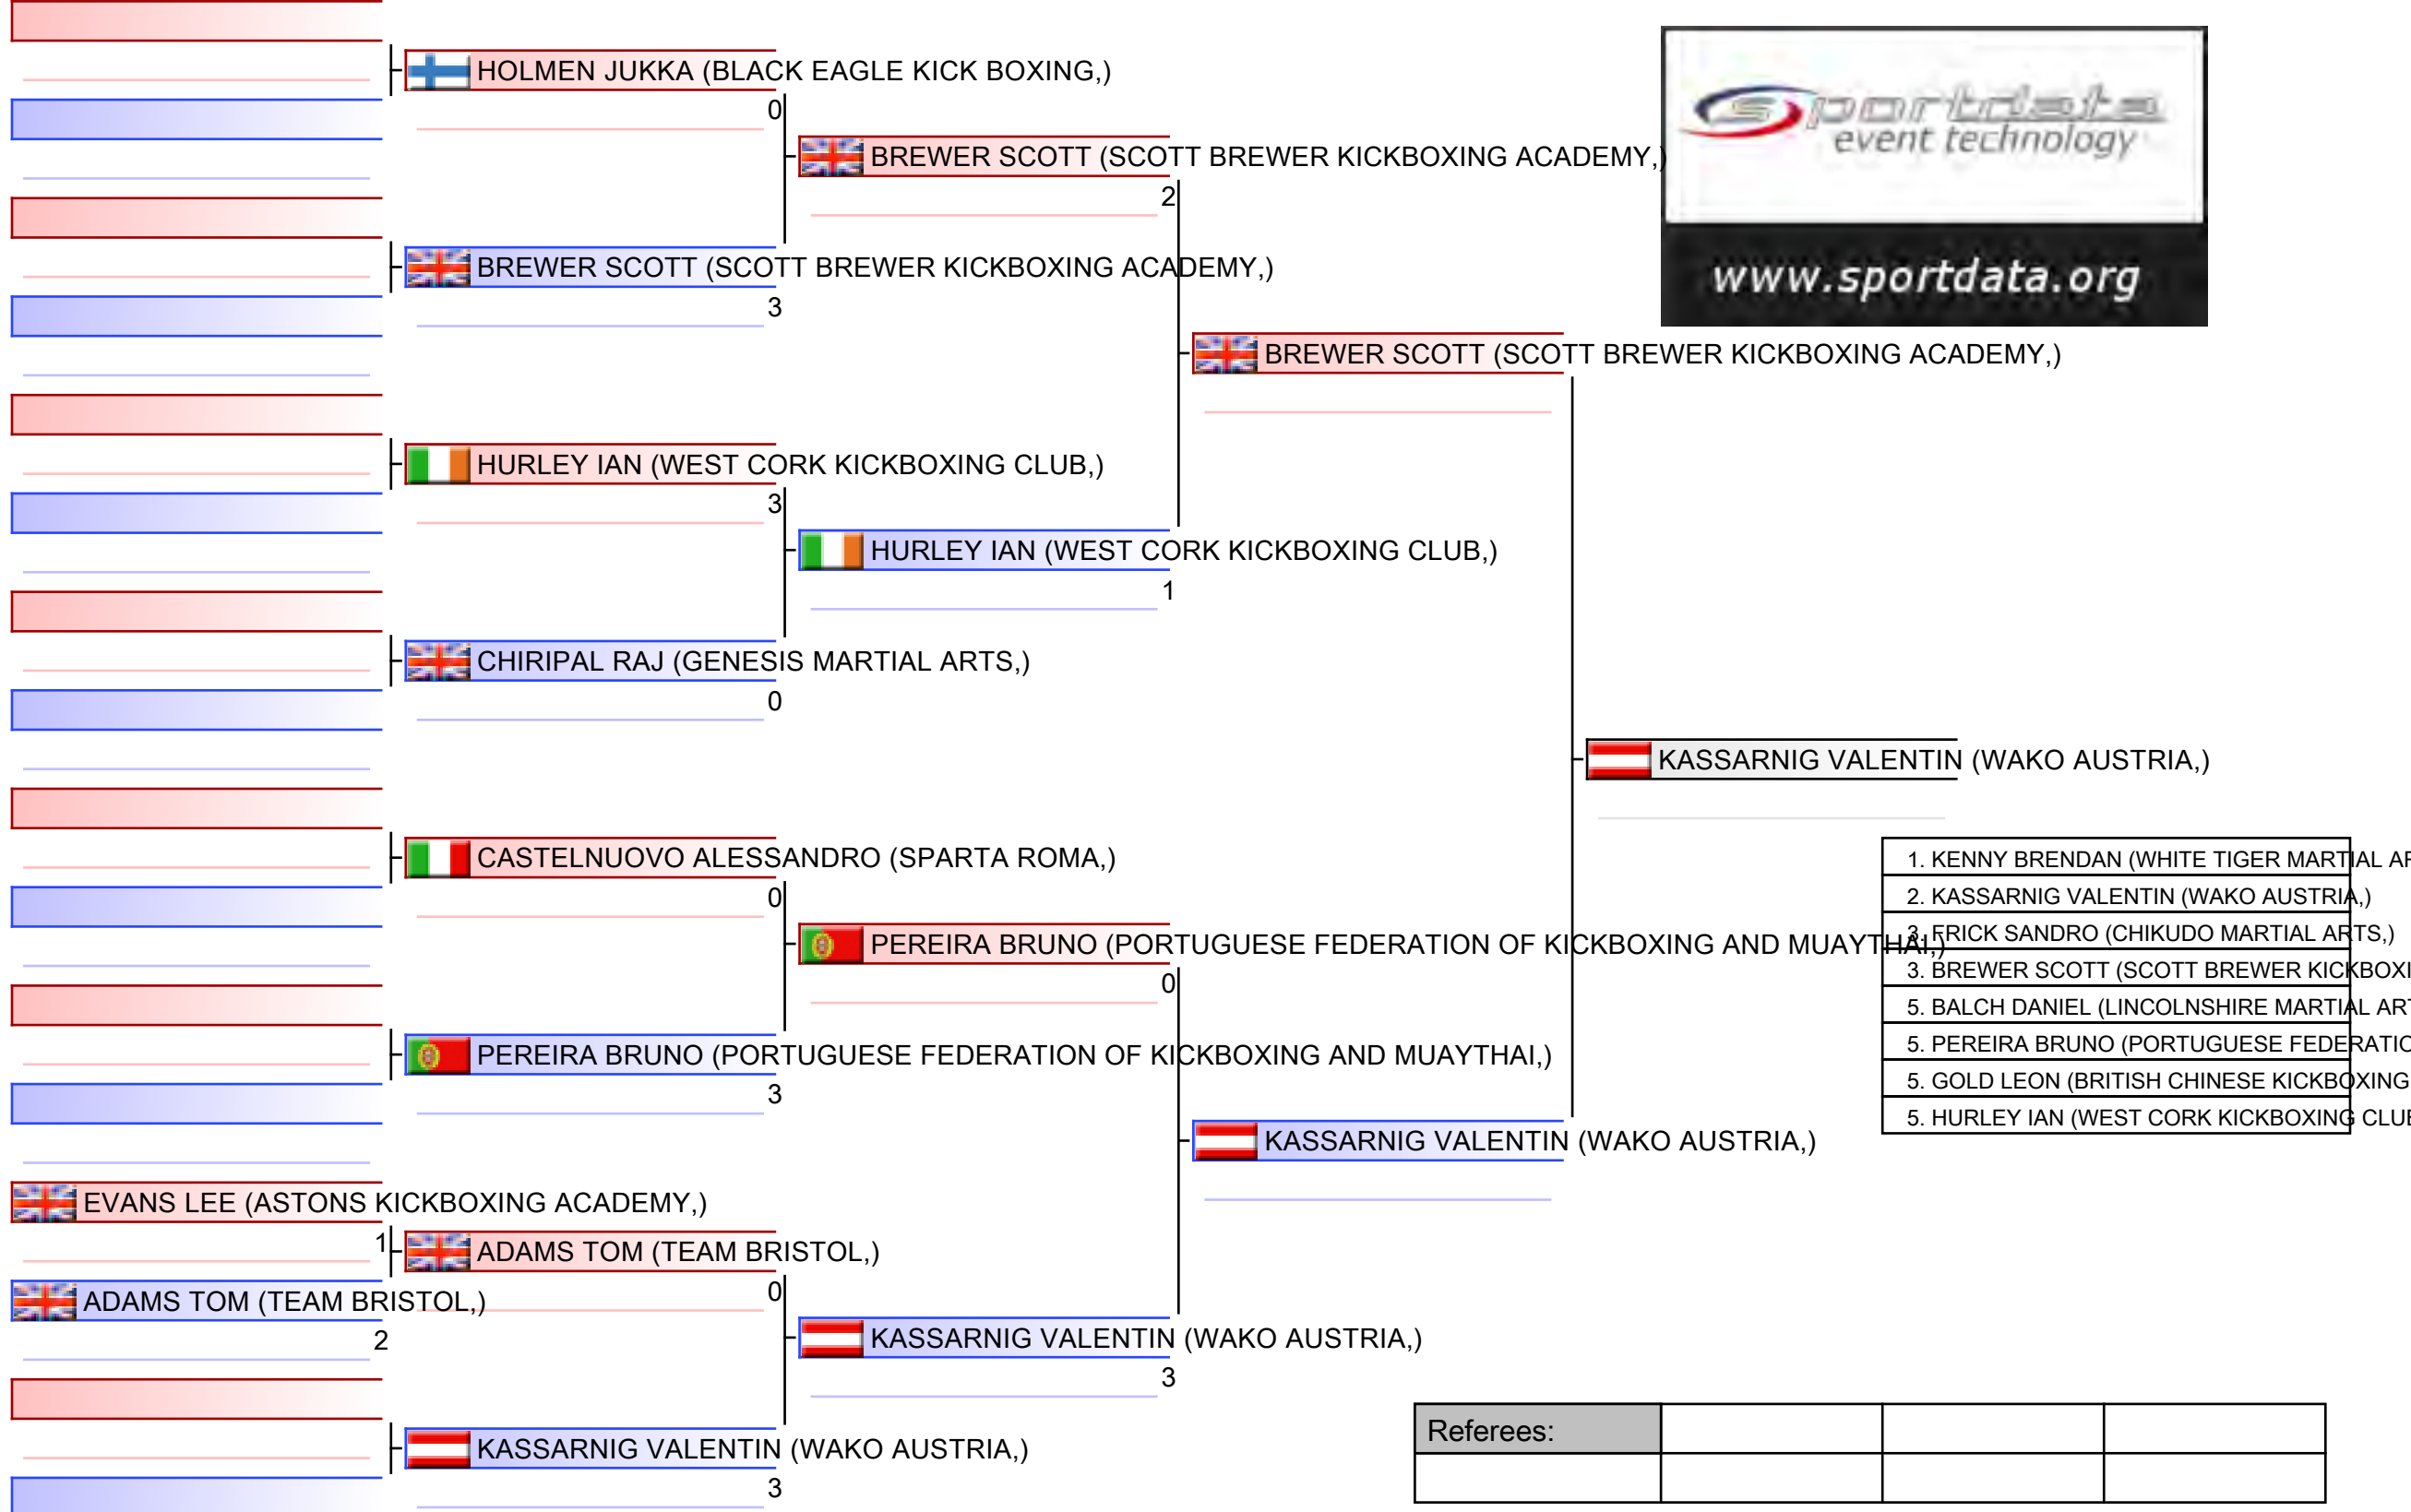 HOLMEN JUKKA (BLACK EAGLE KICK BOXING,)
0
sportdata
event technology
www.sportdata.org
BREWER SCOTT (SCOTT BREWER KICKBOXING ACADEMY,)
2
BREWER SCOTT (SCOTT BREWER KICKBOXING ACADEMY,)
3
BREWER SCOTT (SCOTT BREWER KICKBOXING ACADEMY,)
HURLEY IAN (WEST CORK KICKBOXING CLUB,)
3
HURLEY IAN (WEST CORK KICKBOXING CLUB,)
1
CHIRIPAL RAJ (GENESIS MARTIAL ARTS,)
0
KASSARNIG VALENTIN (WAKO AUSTRIA,)
CASTELNUOVO ALESSANDRO (SPARTA ROMA,)
0
PEREIRA BRUNO (PORTUGUESE FEDERATION OF KICKBOXING AND MUAYTHAI,)
0
1. KENNY BRENDAN (WHITE TIGER MARTIAL AR
2. KASSARNIG VALENTIN (WAKO AUSTRIA,)
3. FRICK SANDRO (CHIKUDO MARTIAL ARTS,)
3. BREWER SCOTT (SCOTT BREWER KICKBOXI
5. BALCH DANIEL (LINCOLNSHIRE MARTIAL ART
5. PEREIRA BRUNO (PORTUGUESE FEDERATIO
5. GOLD LEON (BRITISH CHINESE KICKBOXING
5. HURLEY IAN (WEST CORK KICKBOXING CLUB
PEREIRA BRUNO (PORTUGUESE FEDERATION OF KICKBOXING AND MUAYTHAI,)
3
KASSARNIG VALENTIN (WAKO AUSTRIA,)
EVANS LEE (ASTONS KICKBOXING ACADEMY,)
1
ADAMS TOM (TEAM BRISTOL,)
0
ADAMS TOM (TEAM BRISTOL,)
2
KASSARNIG VALENTIN (WAKO AUSTRIA,)
3
KASSARNIG VALENTIN (WAKO AUSTRIA,)
3
Referees: